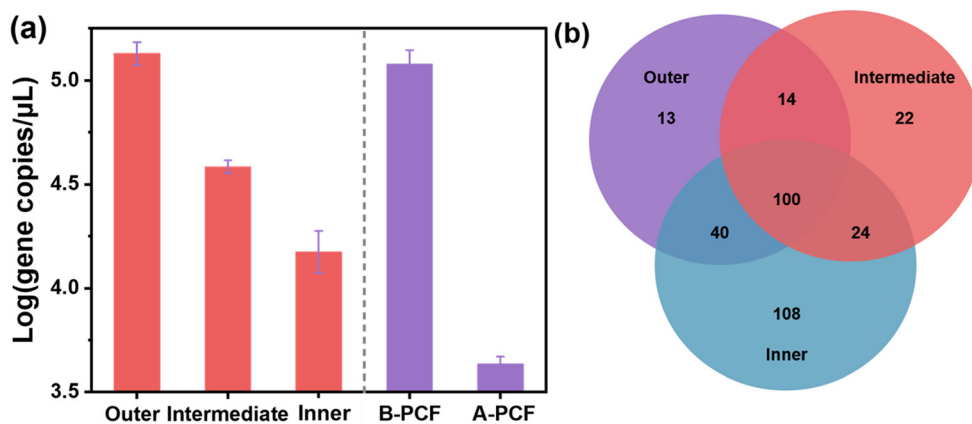 (a)
Log(gene copies/μL)
5.0
4.5
4.0
3.5
Outer Intermediate Inner B-PCF A-PCF
(b)
Outer
Intermediate
13
14
22
100
40
24
108
Inner